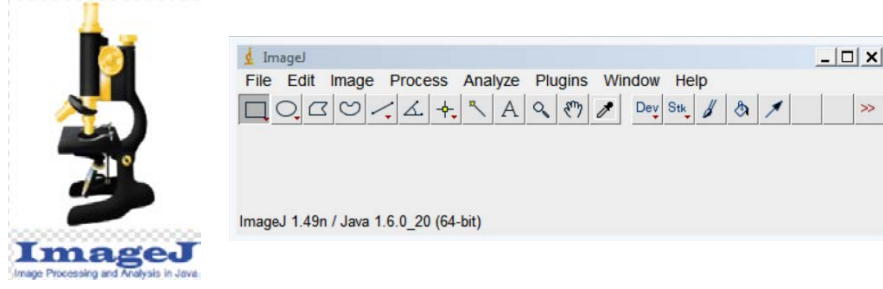 ImageJ
Image Processing and Analysis in Java
ImageJ
File Edit Image Process Analyze Plugins Window Help
A Dev Stk >>
ImageJ 1.49n / Java 1.6.0_20 (64-bit)